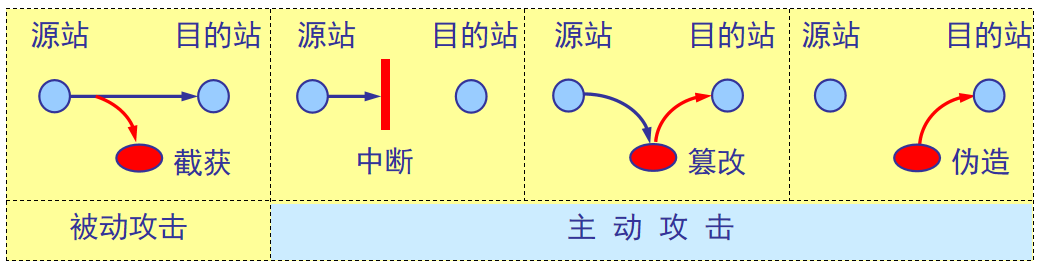 源站 目的站 源站 目的站 源站 目的站 源站 目的站
截获 中断 篡改 伪造
被动攻击 主 动 攻 击